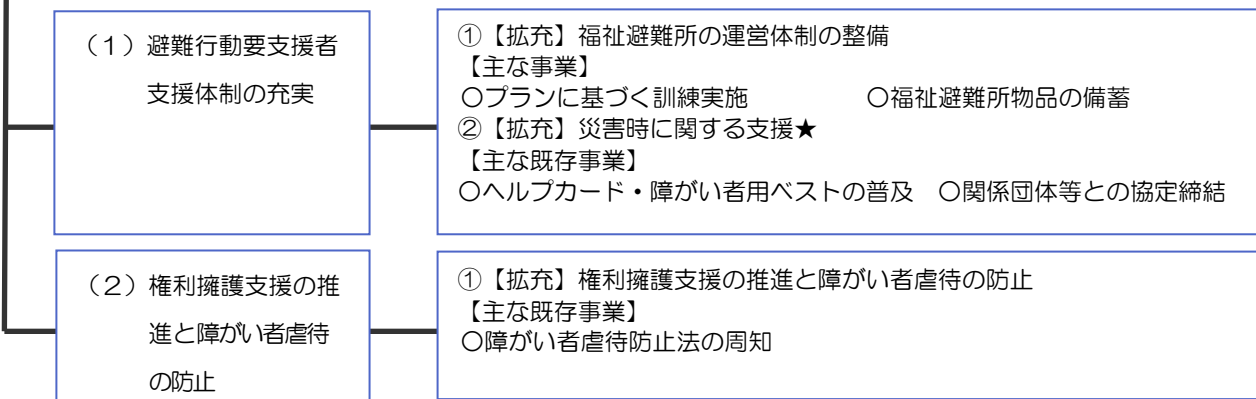 (1)避難行動要支援者
支援体制の充実
①【拡充】福祉避難所の運営体制の整備
【主な事業】
〇プランに基づく訓練実施　　　　〇福祉避難所物品の備蓄
②【拡充】災害時に関する支援★
【主な既存事業】
〇ヘルプカード・障がい者用ベストの普及　〇関係団体等との協定締結
(2)権利擁護支援の推
進と障がい者虐待
の防止
①【拡充】権利擁護支援の推進と障がい者虐待の防止
【主な既存事業】
〇障がい者虐待防止法の周知